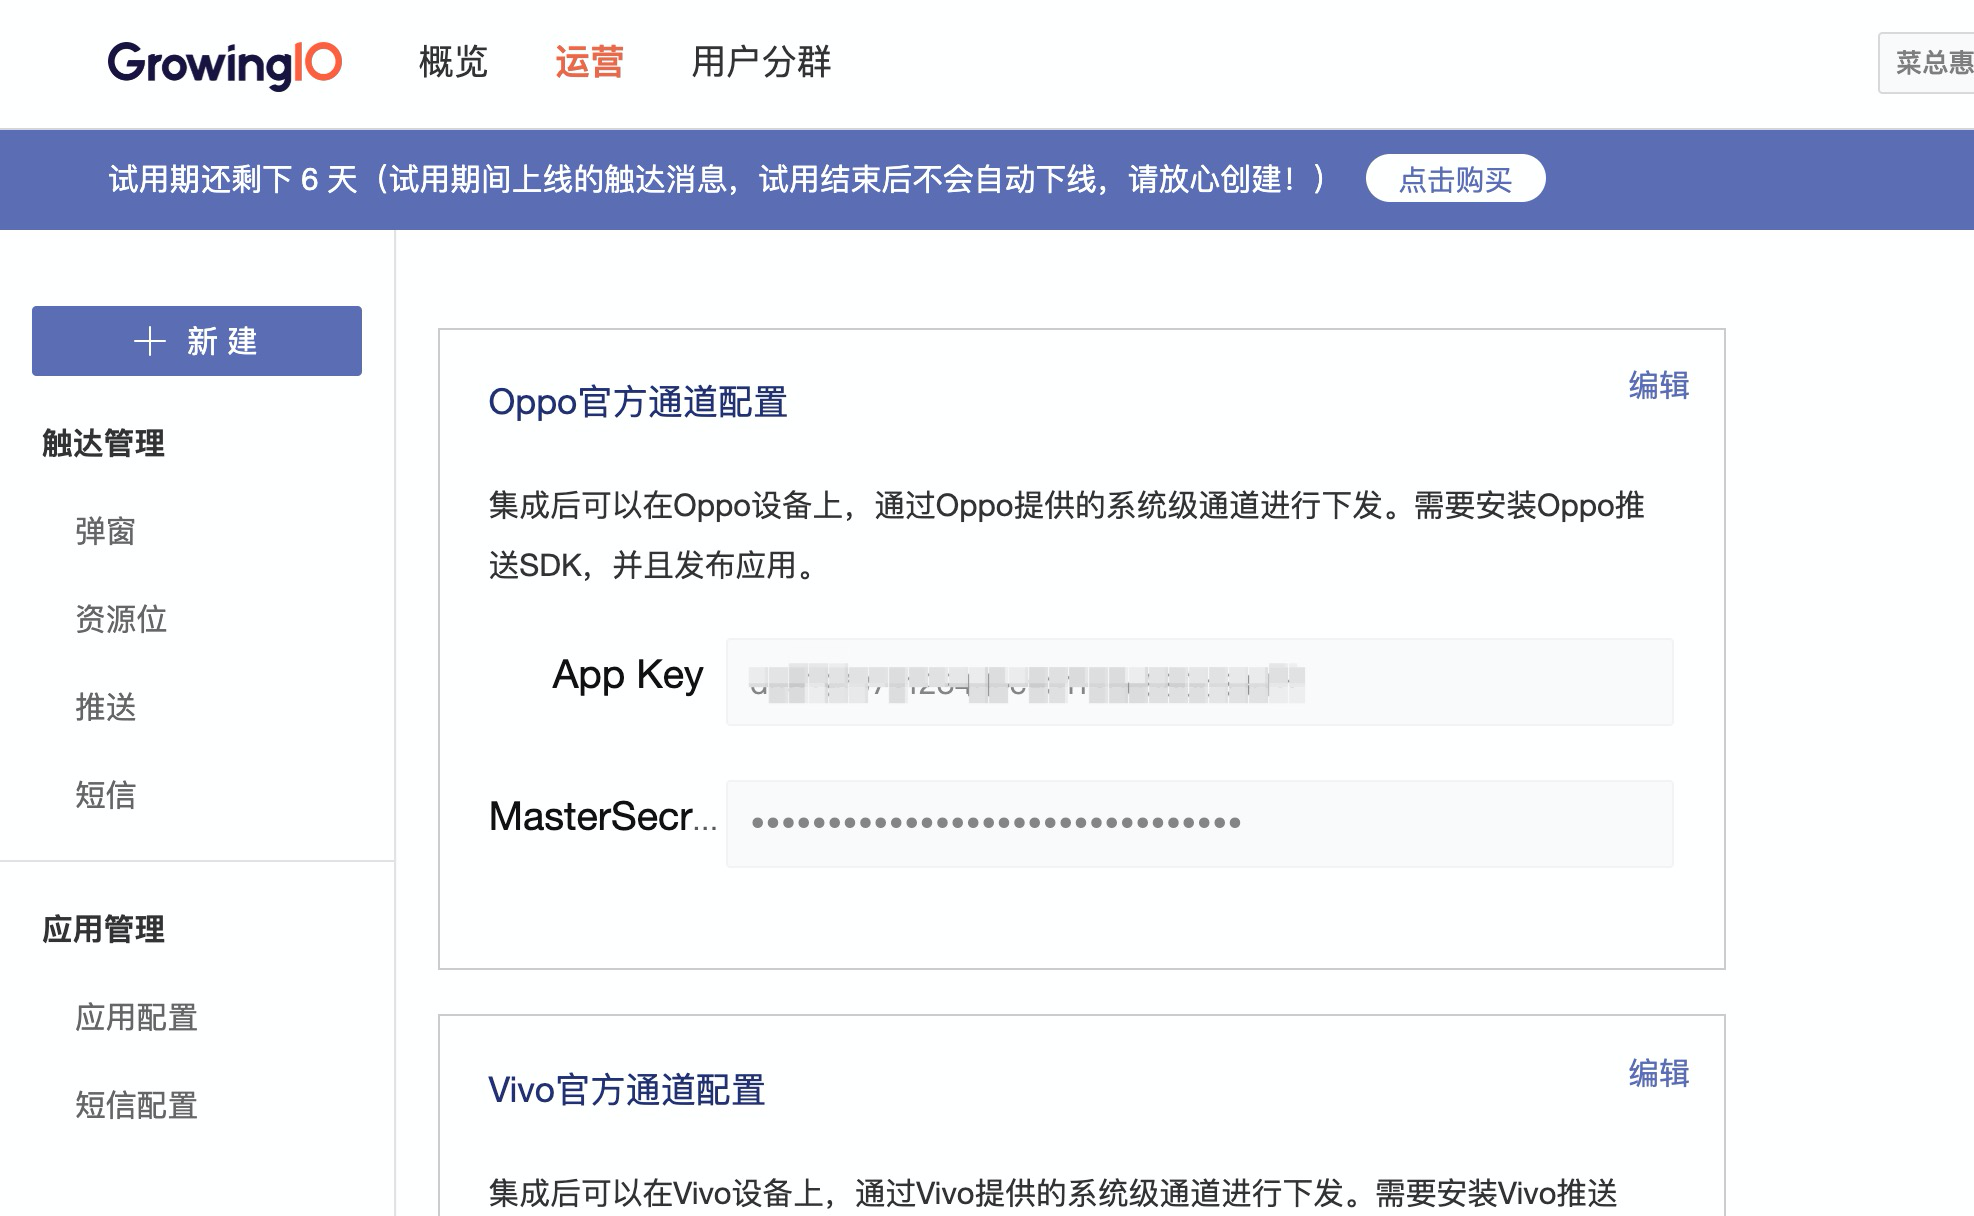 GrowingIO 概览 运营 用户分群 菜总惠
试用期还剩下 6 天（试用期间上线的触达消息，试用结束后不会自动下线，请放心创建！） 点击购买
新 建
触达管理
弹窗
资源位
推送
短信
应用管理
应用配置
短信配置
Oppo官方通道配置 编辑
集成后可以在Oppo设备上，通过Oppo提供的系统级通道进行下发。需要安装Oppo推
送SDK，并且发布应用。
App Key
MasterSecr...
Vivo官方通道配置 编辑
集成后可以在Vivo设备上，通过Vivo提供的系统级通道进行下发。需要安装Vivo推送